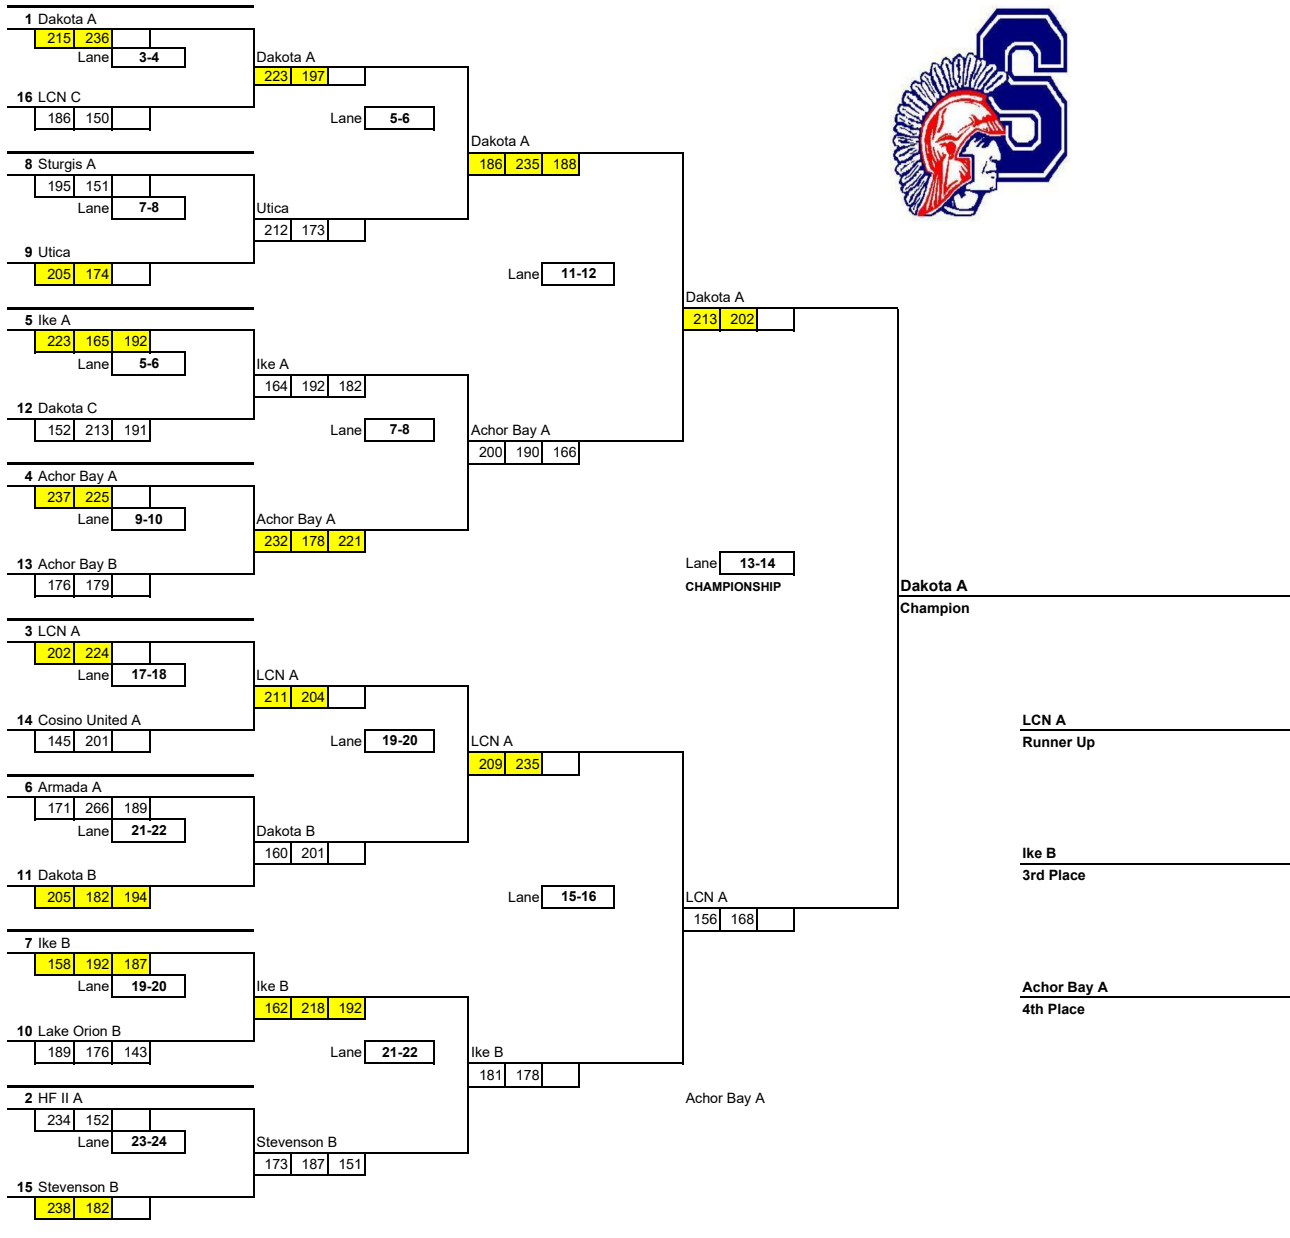 1 Dakota A
215 236
Lane 3-4
Dakota A
223 197
16 LCN C
186 150
Lane 5-6
Dakota A
186 235 188
8 Sturgis A
195 151
Lane 7-8
Utica
212 173
9 Utica
205 174
Lane 11-12
Dakota A
213 202
5 Ike A
223 165 192
Lane 5-6
Ike A
164 192 182
12 Dakota C
152 213 191
Lane 7-8
Achor Bay A
200 190 166
4 Achor Bay A
237 225
Lane 9-10
Achor Bay A
232 178 221
13 Achor Bay B
176 179
Lane 13-14
CHAMPIONSHIP
Dakota A
Champion
3 LCN A
202 224
Lane 17-18
LCN A
211 204
14 Cosino United A
145 201
Lane 19-20
LCN A
209 235
LCN A
Runner Up
6 Armada A
171 266 189
Lane 21-22
Dakota B
160 201
11 Dakota B
205 182 194
Lane 15-16
LCN A
156 168
Ike B
3rd Place
7 Ike B
158 192 187
Lane 19-20
Ike B
162 218 192
Achor Bay A
4th Place
10 Lake Orion B
189 176 143
Lane 21-22
Ike B
181 178
2 HF II A
234 152
Lane 23-24
Achor Bay A
Stevenson B
173 187 151
15 Stevenson B
238 182
S